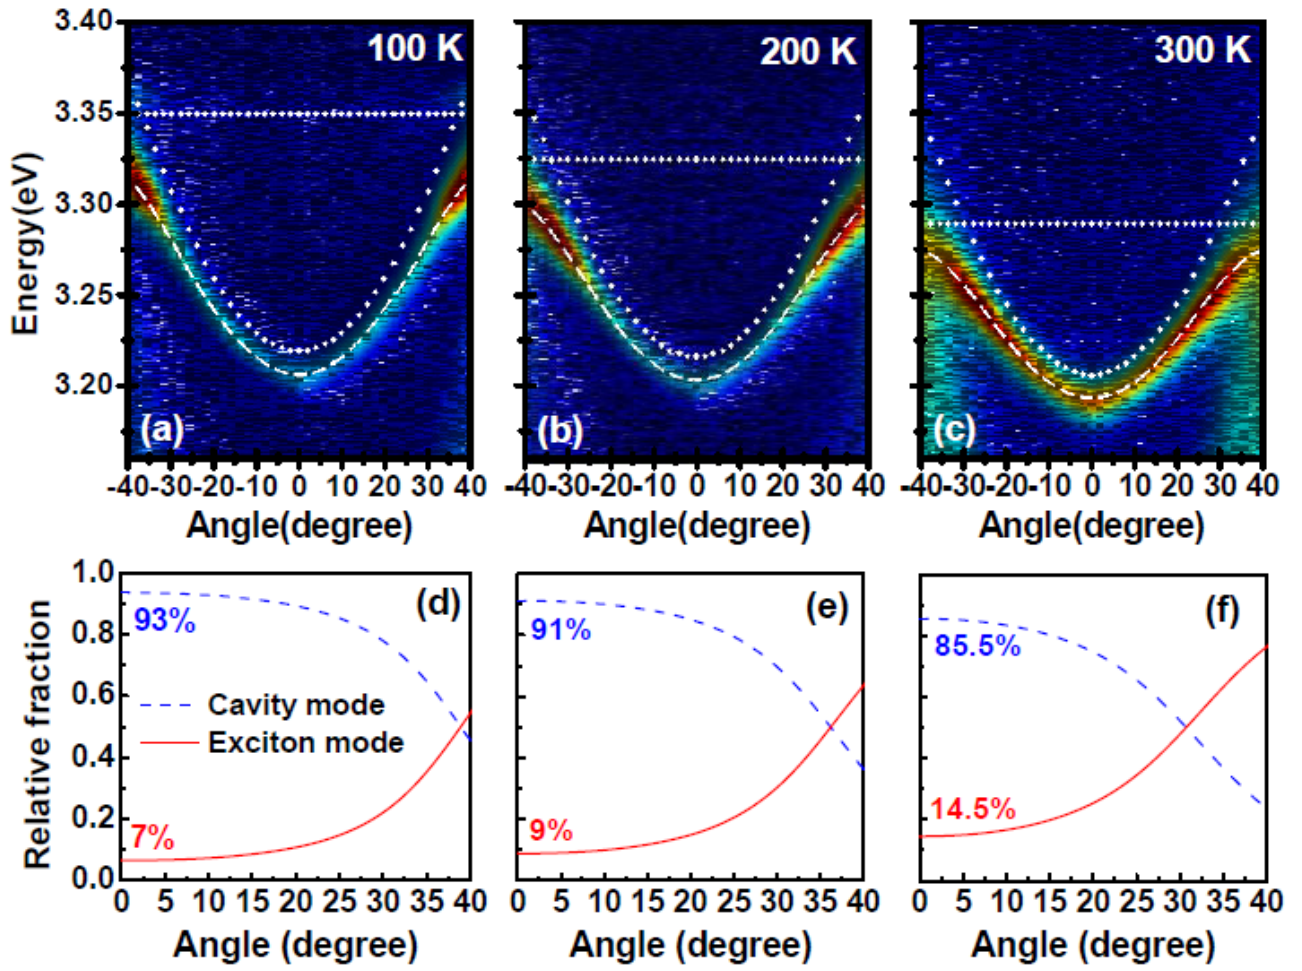 3.40
3.35
3.30
3.25
3.20
Energy(eV)
100 K
200 K
300 K
(a)
(b)
(c)
-40-30-20-10 0 10 20 30 40
-40-30-20-10 0 10 20 30 40
-40-30-20-10 0 10 20 30 40
Angle(degree)
Angle(degree)
Angle(degree)
1.0
0.8
0.6
0.4
0.2
0.0
Relative fraction
(d)
93%
Cavity mode
Exciton mode
7%
(e)
91%
9%
(f)
85.5%
14.5%
0 5 10 15 20 25 30 35 40
0 5 10 15 20 25 30 35 40
0 5 10 15 20 25 30 35 40
Angle (degree)
Angle (degree)
Angle (degree)